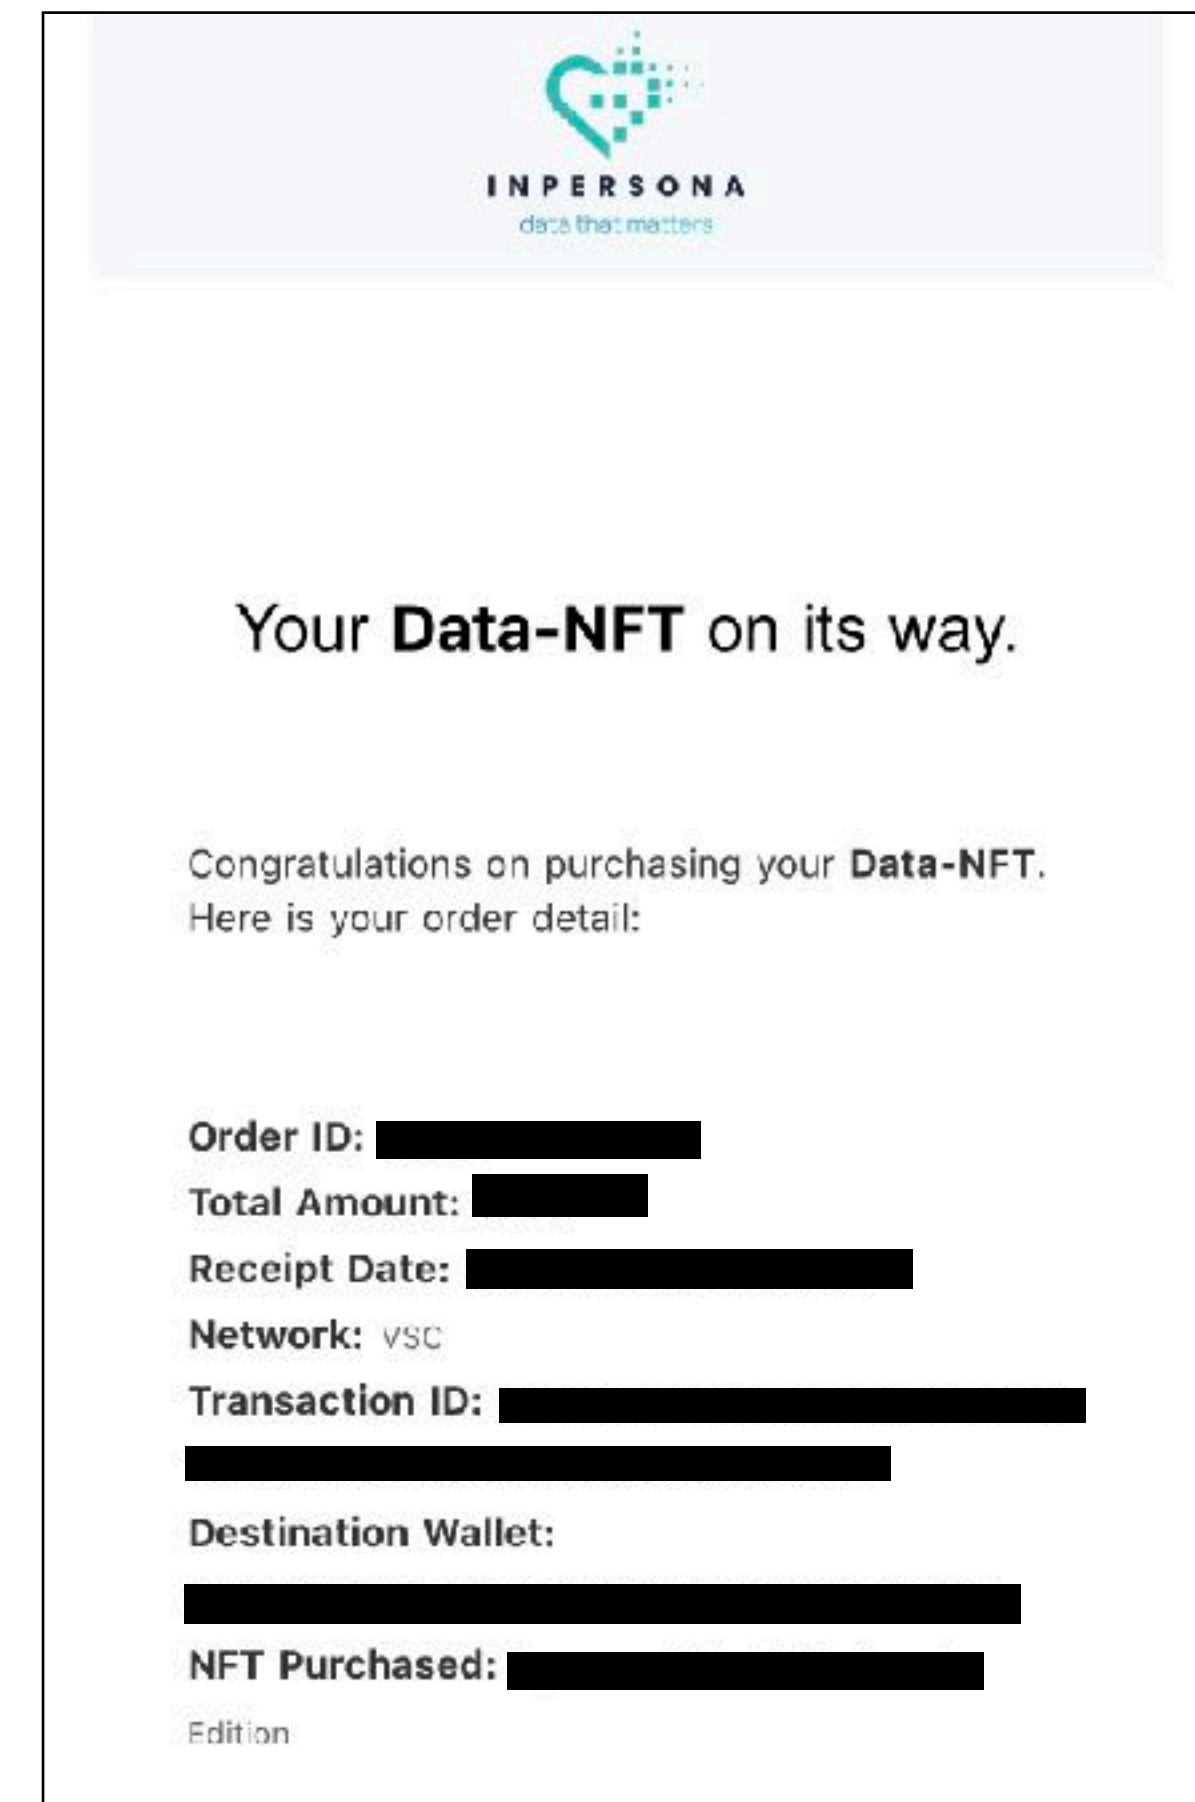 INPERSONA
data that matters
Your Data-NFT on its way.
Congratulations on purchasing your Data-NFT.
Here is your order detail:
Order ID:
Total Amount:
Receipt Date:
Network: vsc
Transaction ID:
Destination Wallet:
NFT Purchased:
Edition